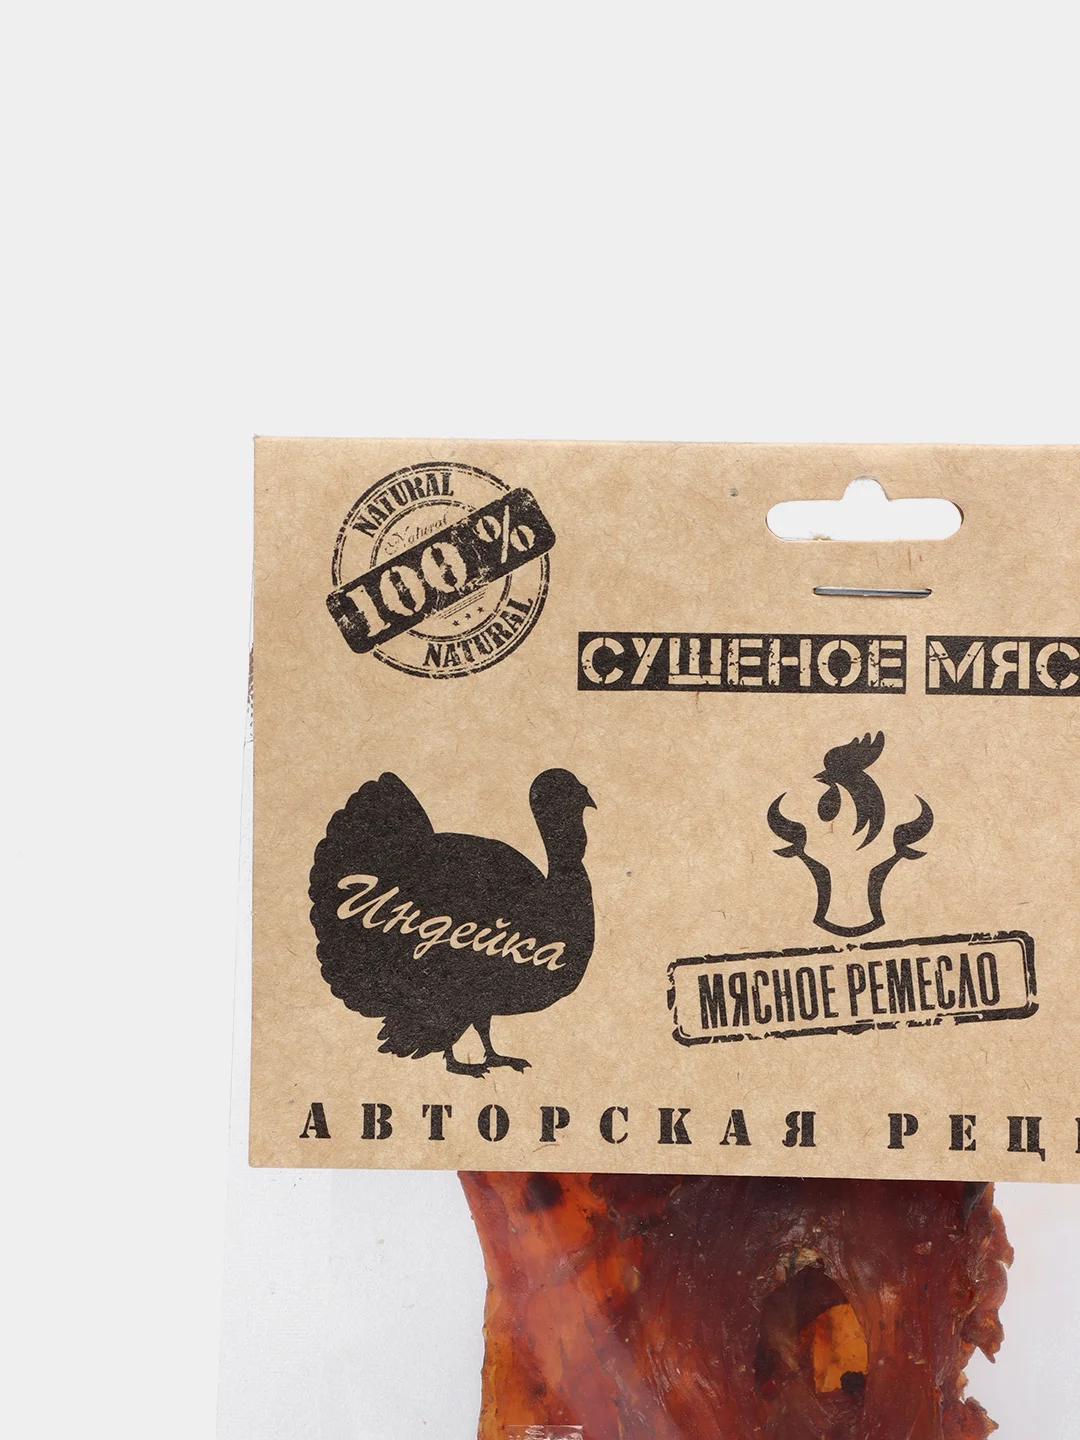 NATURAL
Natural
100 %
NATURAL
СУШЕНОЕ МЯС
Индейка
МЯСНОЕ РЕМЕСЛО
АВТОРСКАЯ РЕЦ